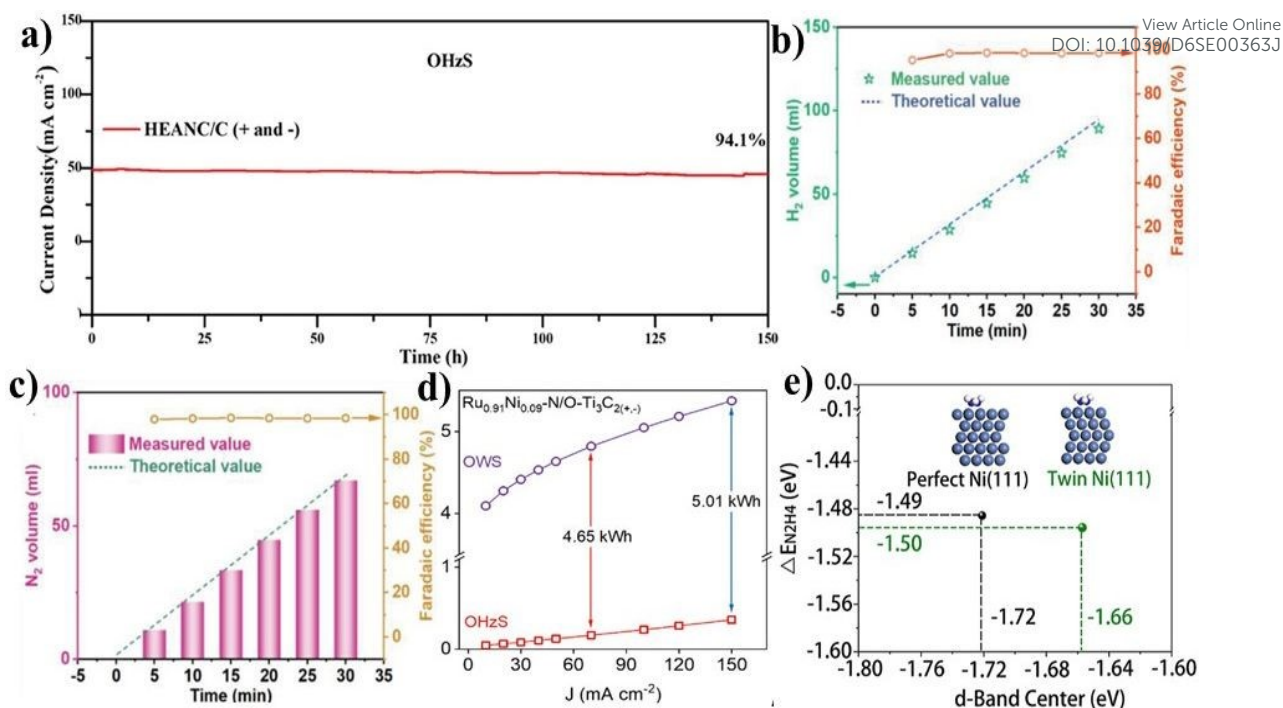 View Article Online
DOI: 10.1039/D6SE00363J
a)
150
100
50
0
Current Density(mA cm-2)
OHzS
HEANC/C (+ and -)
94.1%
0
25
50
75
100
125
150
Time (h)
b)
150
100
50
0
H2 volume (ml)
Measured value
Theoretical value
100
80
60
40
20
0
Faradaic efficiency (%)
-5
0
5
10
15
20
25
30
35
Time (min)
c)
100
50
0
N2 volume (ml)
Measured value
Theoretical value
100
80
60
40
20
0
Faradaic efficiency (%)
-5
0
5
10
15
20
25
30
35
Time (min)
d)
Ru0.91Ni0.09-N/O-Ti3C2(+,-)
5
4
1
0
OWS
4.65 kWh
5.01 kWh
OHzS
0
30
60
90
120
150
J (mA cm-2)
e)
0.0
-0.1
-1.44
-1.48
-1.52
-1.56
-1.60
△EN2H4 (eV)
Perfect Ni(111)
Twin Ni(111)
-1.49
-1.50
-1.72
-1.66
-1.80
-1.76
-1.72
-1.68
-1.64
-1.60
d-Band Center (eV)